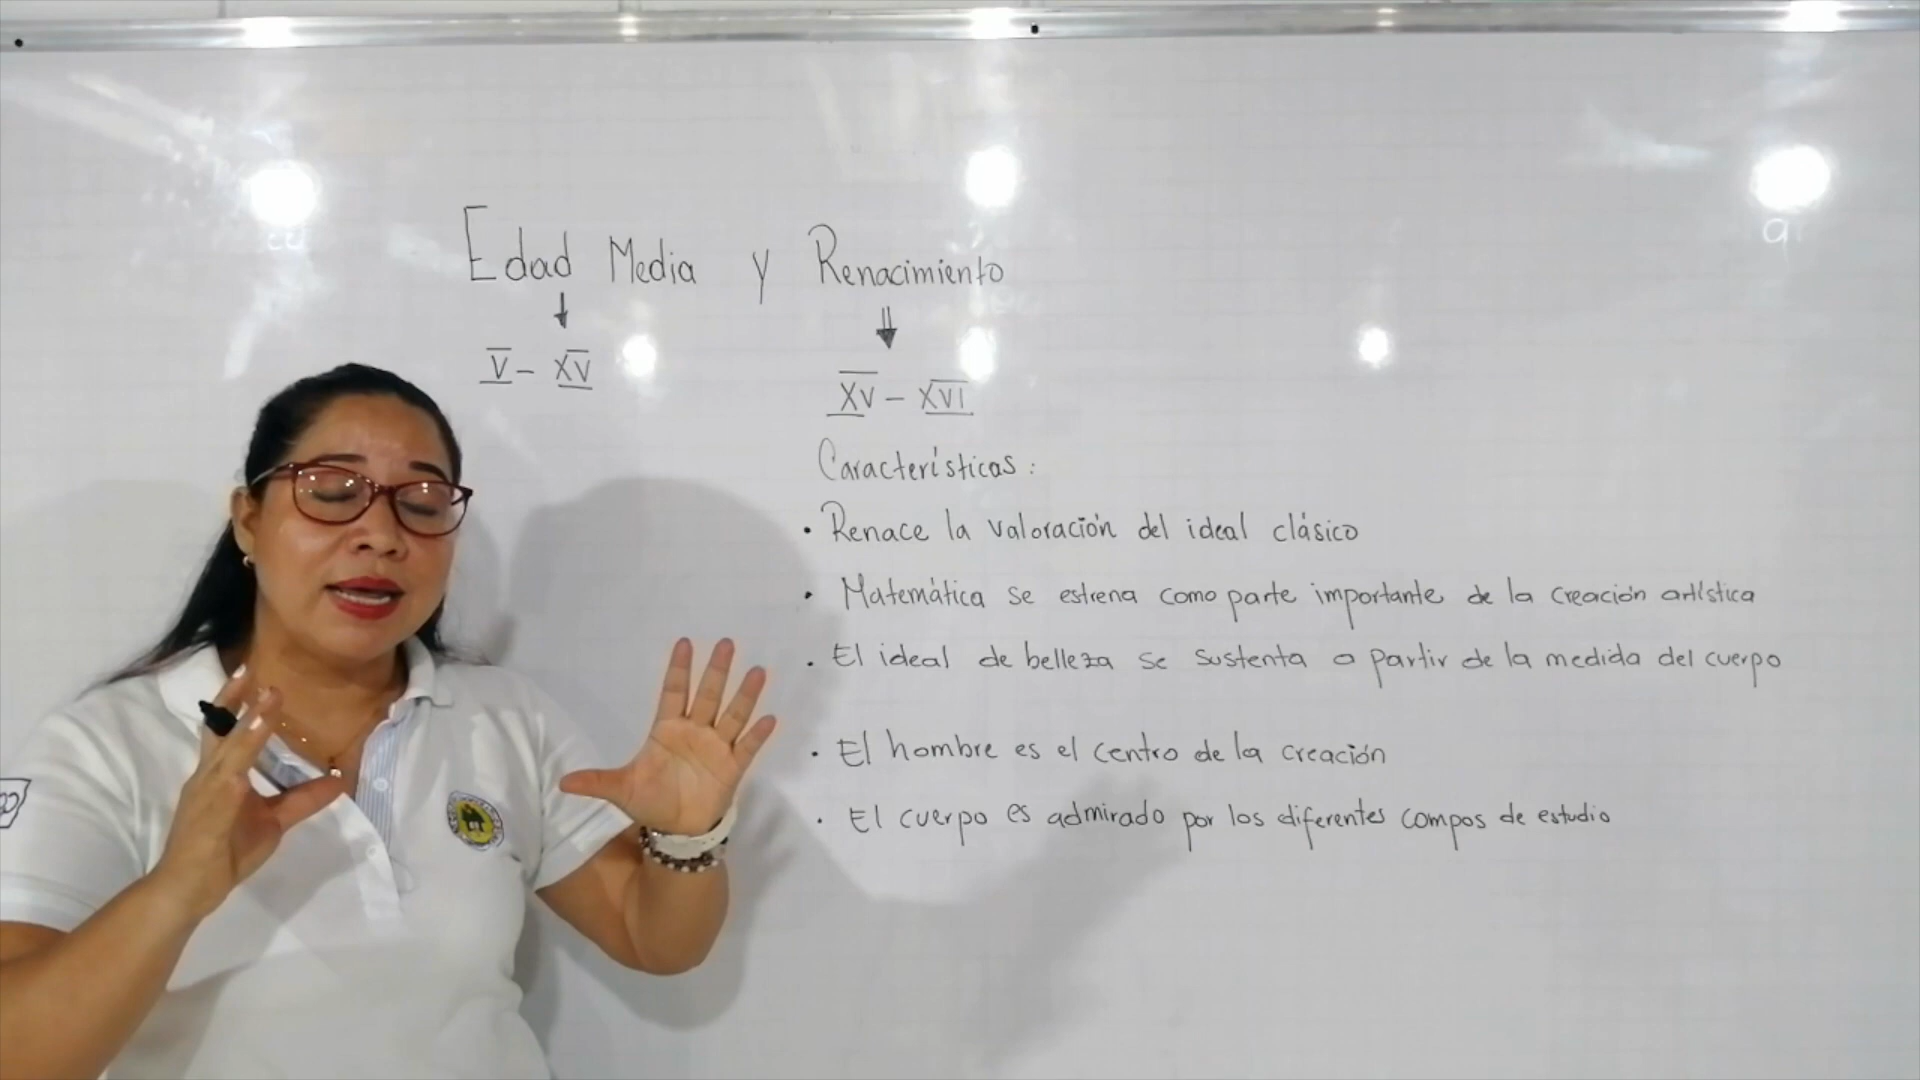 Edad Media y Renacimiento
V - XV
XV - XVI
Características:
• Renace la valoración del ideal clásico
• Matemática se estrena como parte importante de la creación artística
• El ideal de belleza se sustenta a partir de la medida del cuerpo
• El hombre es el centro de la creación
• El cuerpo es admirado por los diferentes campos de estudio